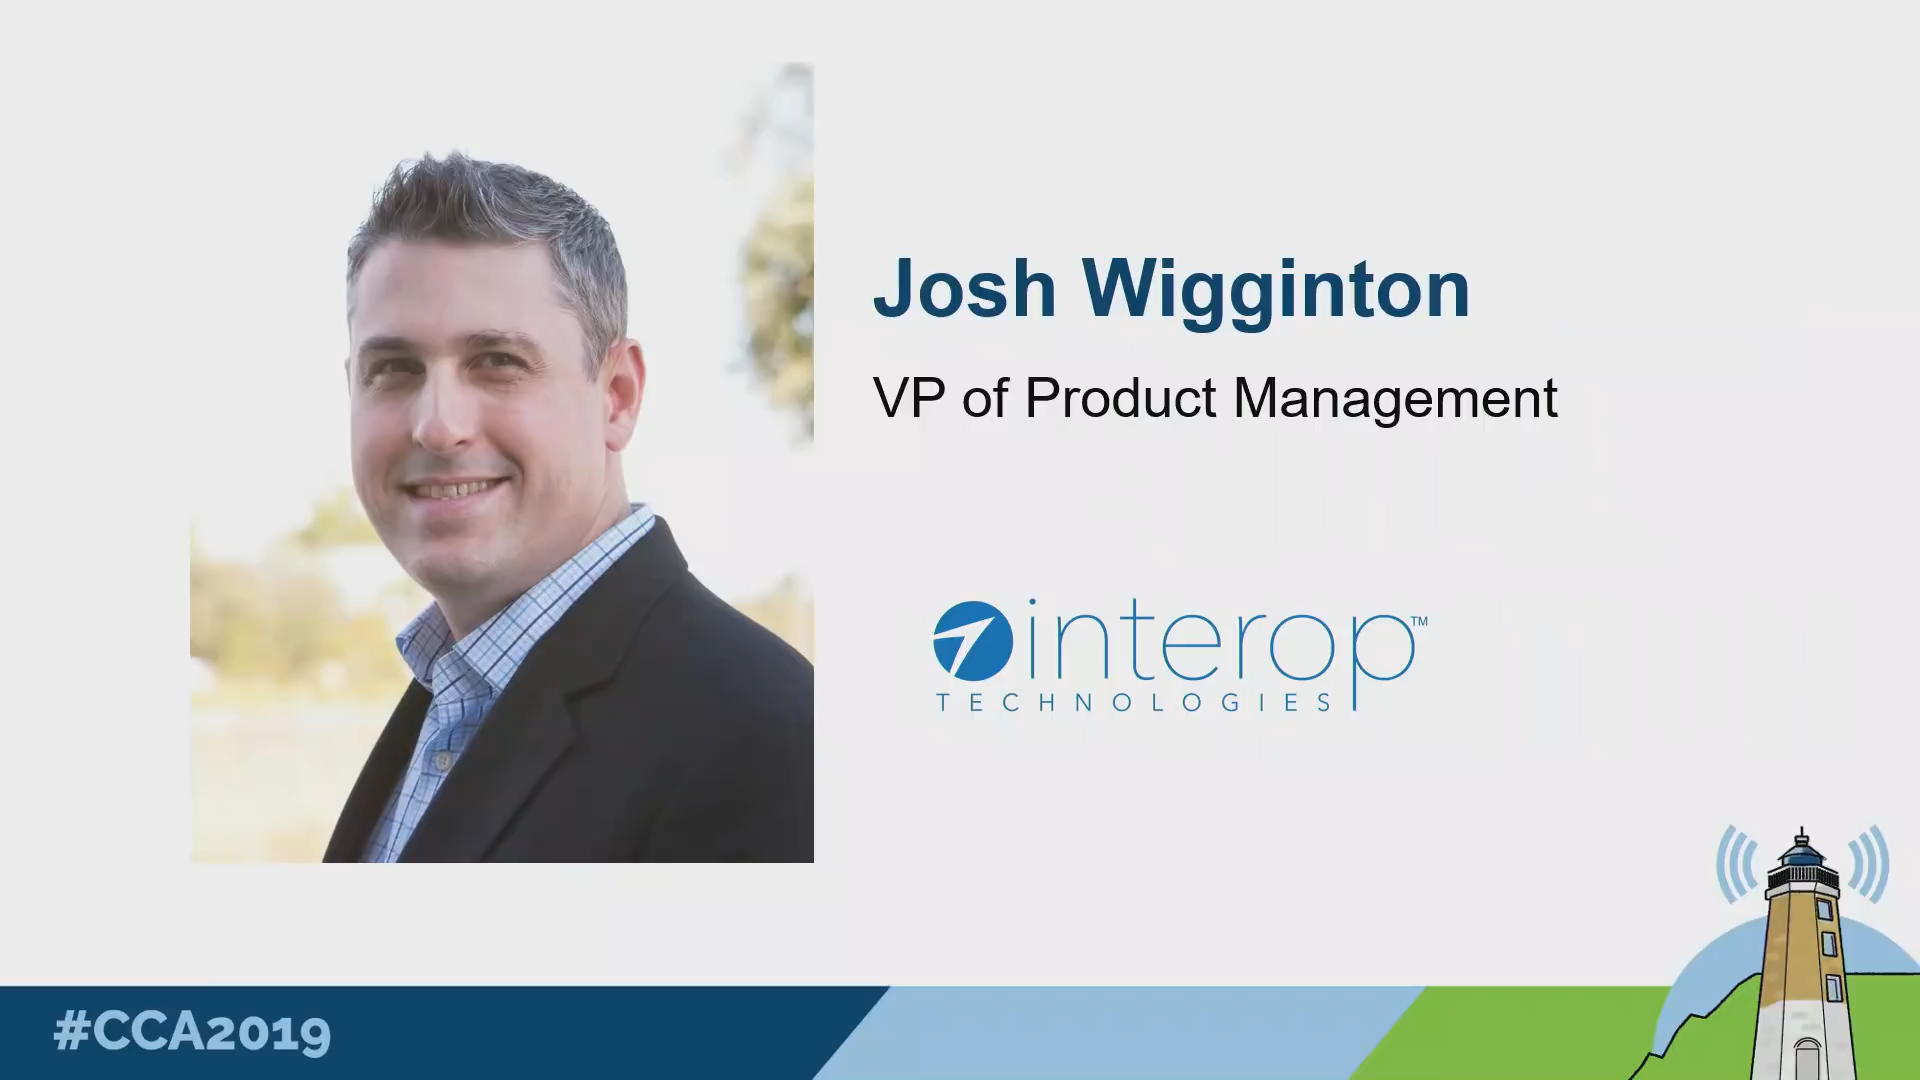 Josh Wigginton
VP of Product Management
interop™
TECHNOLOGIES
#CCA2019